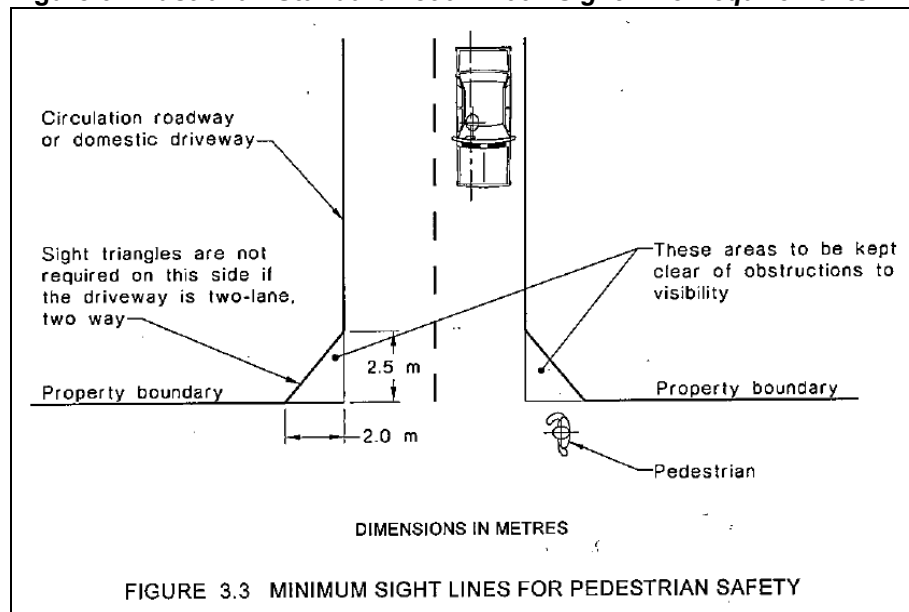 Circulation roadway
or domestic driveway
Sight triangles are not
required on this side if
the driveway is two-lane,
two way
These areas to be kept
clear of obstructions to
visibility
2.5 m
Property boundary
Property boundary
2.0 m
Pedestrian
DIMENSIONS IN METRES
FIGURE 3.3 MINIMUM SIGHT LINES FOR PEDESTRIAN SAFETY